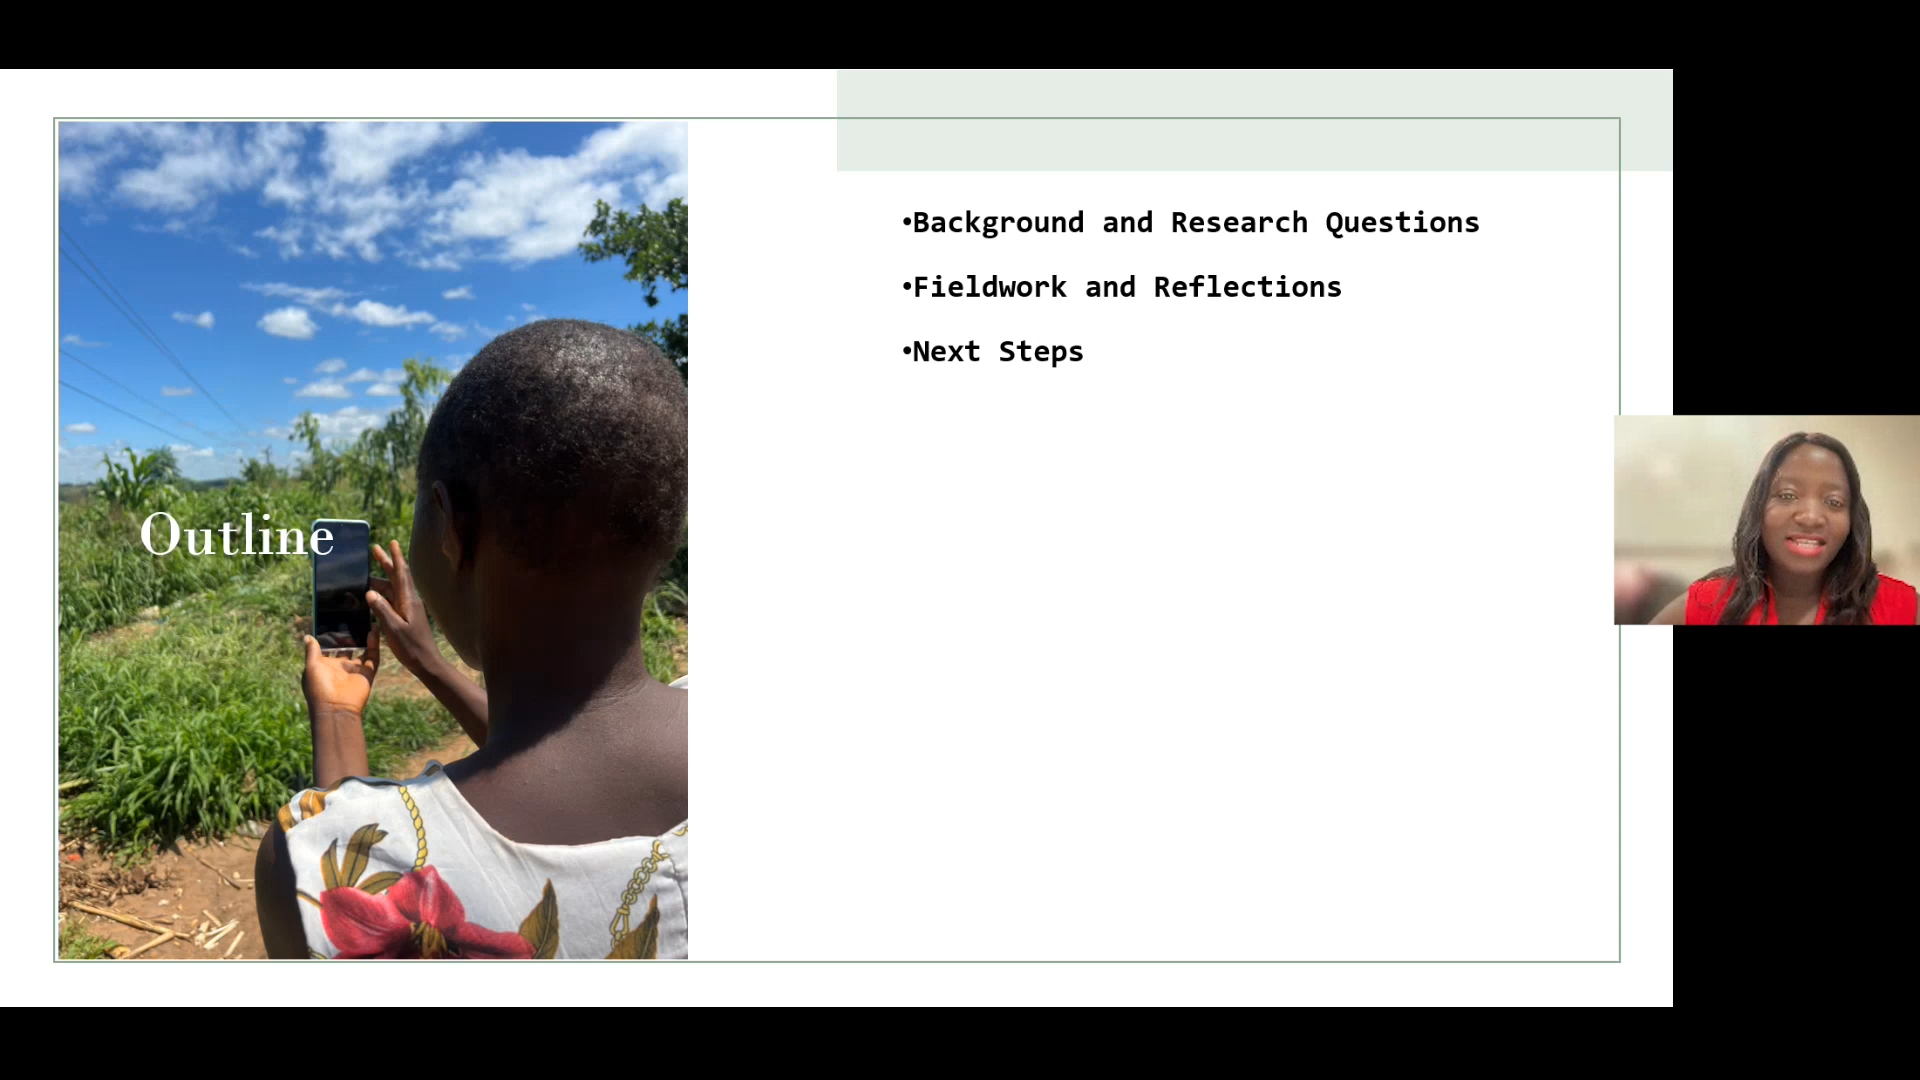 Outline
•Background and Research Questions
•Fieldwork and Reflections
•Next Steps